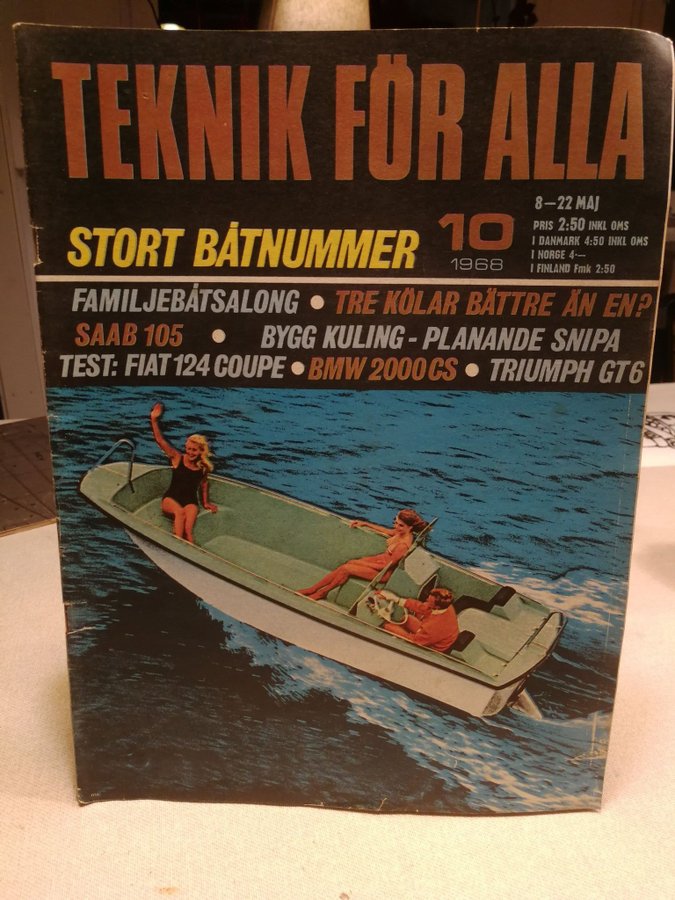 TEKNIK FÖR ALLA
8–22 MAJ
STORT BÅTNUMMER
10
1968
PRIS 2:50 INKL OMS
I DANMARK 4:50 INKL OMS
I NORGE 4:—
I FINLAND Fmk 2:50
FAMILJEBÅTSALONG • TRE KÖLAR BÄTTRE ÄN EN?
SAAB 105 • BYGG KULING - PLANANDE SNIPA
TEST: FIAT 124 COUPE • BMW 2000 CS • TRIUMPH GT6